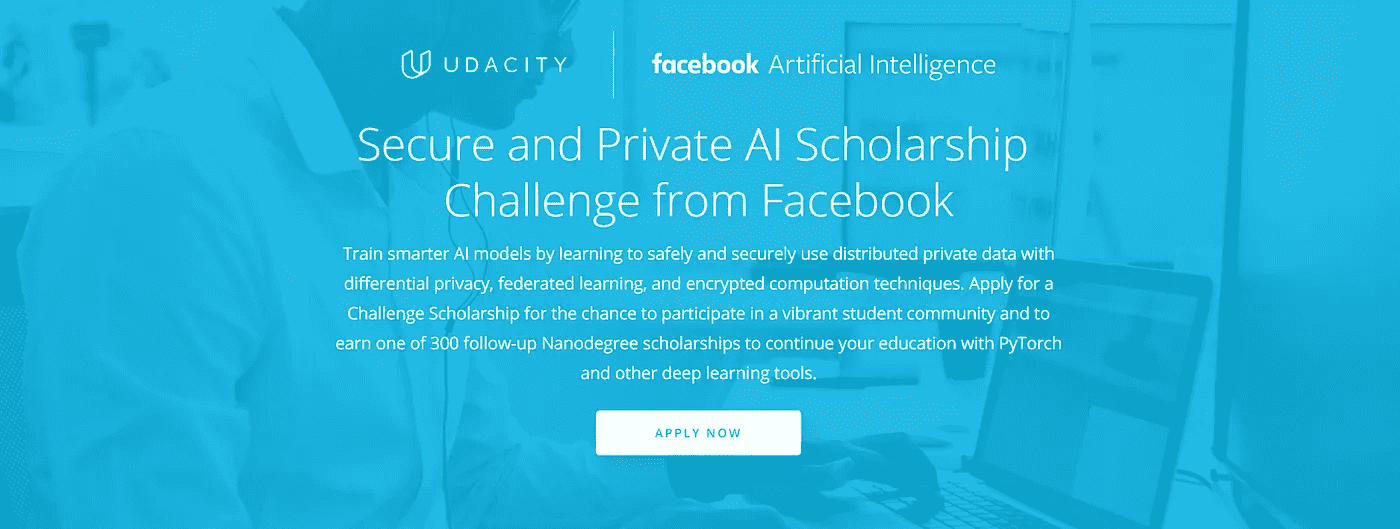 UDACITY
facebook Artificial Intelligence
Secure and Private AI Scholarship
Challenge from Facebook
Train smarter AI models by learning to safely and securely use distributed private data with
differential privacy, federated learning, and encrypted computation techniques. Apply for a
Challenge Scholarship for the chance to participate in a vibrant student community and to
earn one of 300 follow-up Nanodegree scholarships to continue your education with PyTorch
and other deep learning tools.
APPLY NOW